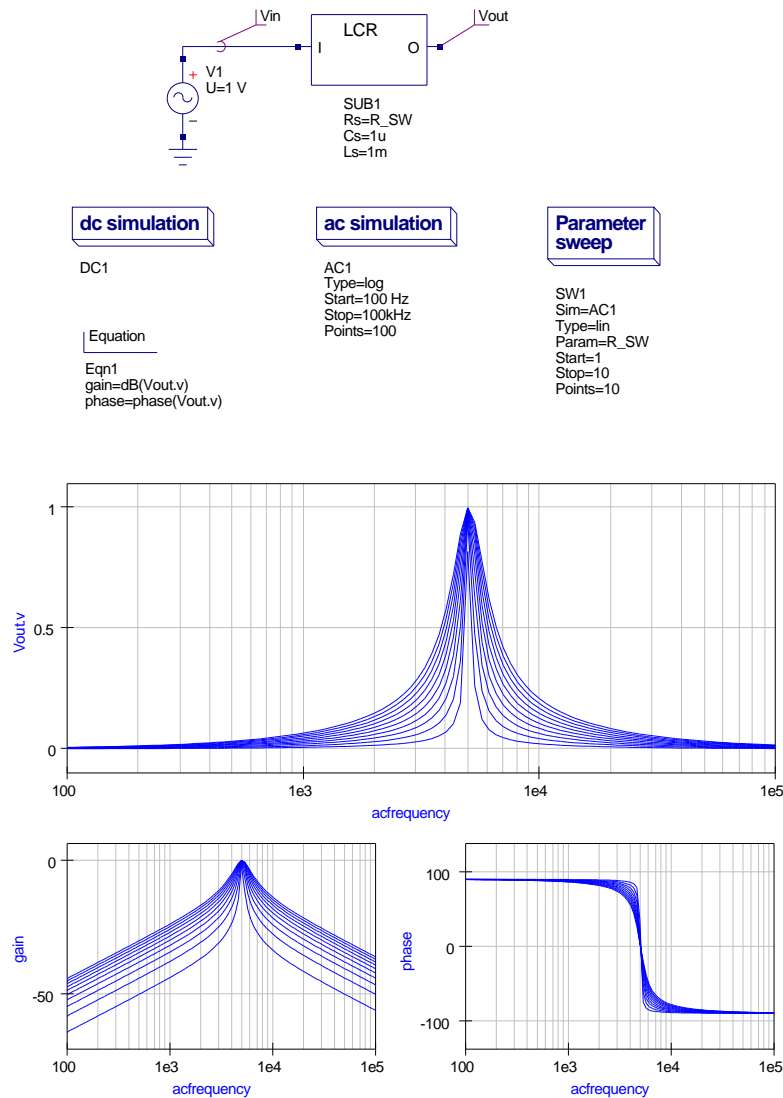 Vin
Vout
LCR
I
O
+
V1
U=1 V
SUB1
Rs=R_SW
Cs=1u
Ls=1m
dc simulation
DC1
ac simulation
AC1
Type=log
Start=100 Hz
Stop=100kHz
Points=100
Parameter
sweep
SW1
Sim=AC1
Type=lin
Param=R_SW
Start=1
Stop=10
Points=10
Equation
Eqn1
gain=dB(Vout.v)
phase=phase(Vout.v)
1
0.5
0
Vout.v
100
1e3
1e4
1e5
acfrequency
0
-50
gain
100
1e3
1e4
1e5
acfrequency
100
0
-100
phase
100
1e3
1e4
1e5
acfrequency